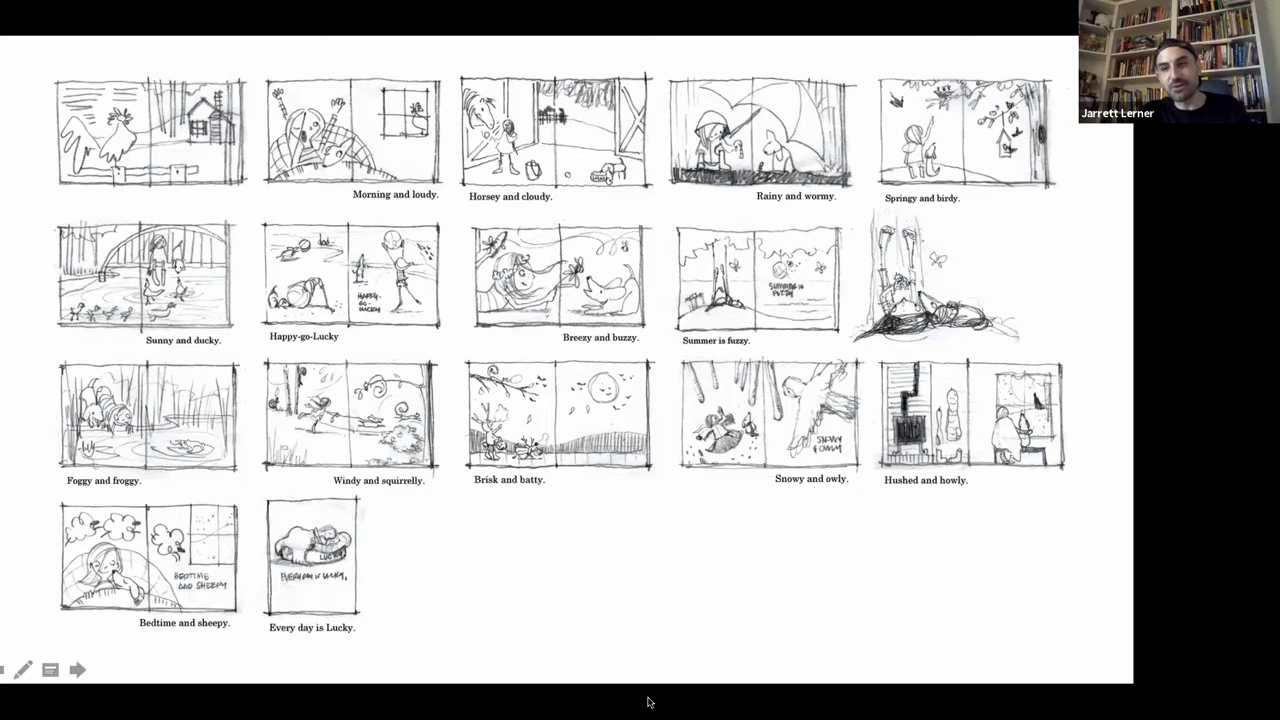 Jarrett Lerner
Morning and loudy.
Horsey and cloudy.
Rainy and wormy.
Springy and birdy.
HAPPY-
GO-
LUCKY
SUMMER IS
FUZZY
Sunny and ducky.
Happy-go-Lucky
Breezy and buzzy.
Summer is fuzzy.
SNOWY
& OWLY
Foggy and froggy.
Windy and squirrelly.
Brisk and batty.
Snowy and owly.
Hushed and howly.
BEDTIME
AND SHEEPY
LUCKY
EVERY DAY IS LUCKY.
Bedtime and sheepy.
Every day is Lucky.